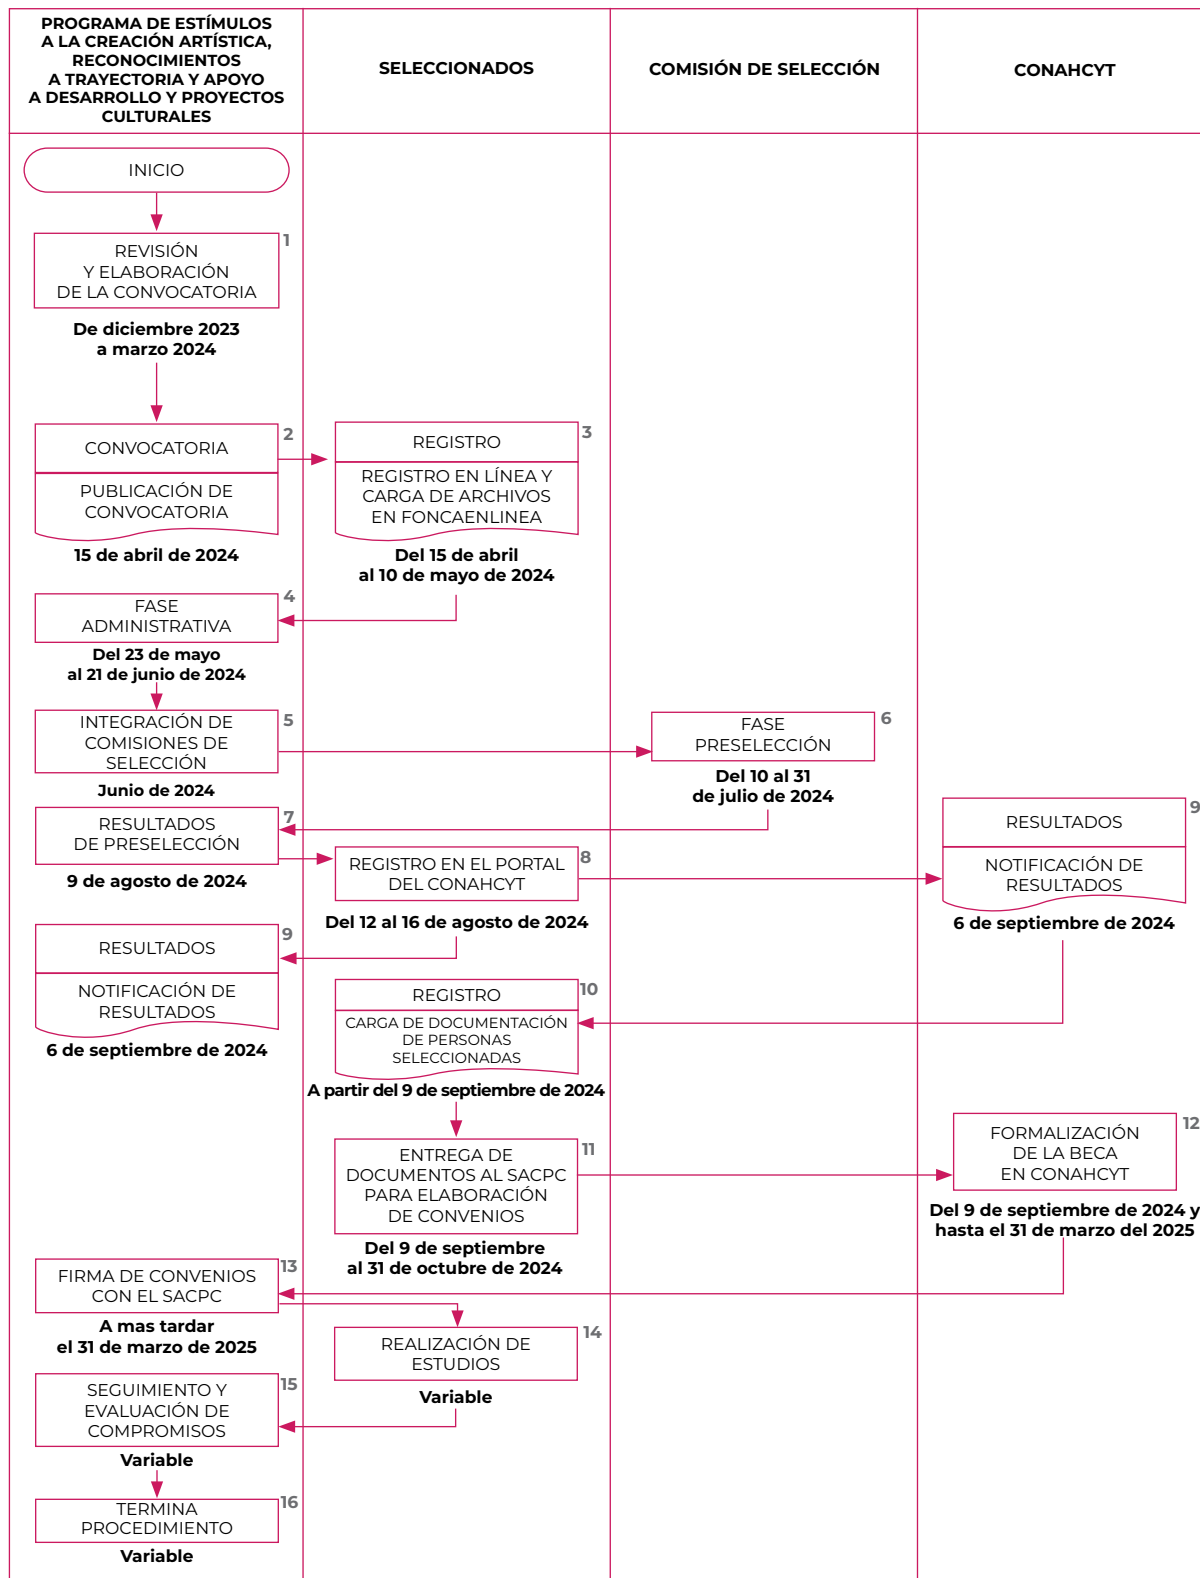 PROGRAMA DE ESTÍMULOS
A LA CREACIÓN ARTÍSTICA,
RECONOCIMIENTOS
A TRAYECTORIA Y APOYO
A DESARROLLO Y PROYECTOS
CULTURALES
SELECCIONADOS
COMISIÓN DE SELECCIÓN
CONAHCYT
INICIO
1
REVISIÓN
Y ELABORACIÓN
DE LA CONVOCATORIA
De diciembre 2023
a marzo 2024
2
CONVOCATORIA
PUBLICACIÓN DE
CONVOCATORIA
15 de abril de 2024
3
REGISTRO
REGISTRO EN LÍNEA Y
CARGA DE ARCHIVOS
EN FONCAENLINEA
Del 15 de abril
al 10 de mayo de 2024
4
FASE
ADMINISTRATIVA
Del 23 de mayo
al 21 de junio de 2024
5
INTEGRACIÓN DE
COMISIONES DE
SELECCIÓN
Junio de 2024
6
FASE
PRESELECCIÓN
Del 10 al 31
de julio de 2024
7
RESULTADOS
DE PRESELECCIÓN
9 de agosto de 2024
8
REGISTRO EN EL PORTAL
DEL CONAHCYT
Del 12 al 16 de agosto de 2024
9
RESULTADOS
NOTIFICACIÓN DE
RESULTADOS
6 de septiembre de 2024
9
RESULTADOS
NOTIFICACIÓN DE
RESULTADOS
6 de septiembre de 2024
10
REGISTRO
CARGA DE DOCUMENTACIÓN
DE PERSONAS
SELECCIONADAS
A partir del 9 de septiembre de 2024
11
ENTREGA DE
DOCUMENTOS AL SACPC
PARA ELABORACIÓN
DE CONVENIOS
Del 9 de septiembre
al 31 de octubre de 2024
12
FORMALIZACIÓN
DE LA BECA
EN CONAHCYT
Del 9 de septiembre de 2024 y
hasta el 31 de marzo del 2025
13
FIRMA DE CONVENIOS
CON EL SACPC
A mas tardar
el 31 de marzo de 2025
14
REALIZACIÓN DE
ESTUDIOS
Variable
15
SEGUIMIENTO Y
EVALUACIÓN DE
COMPROMISOS
Variable
16
TERMINA
PROCEDIMIENTO
Variable